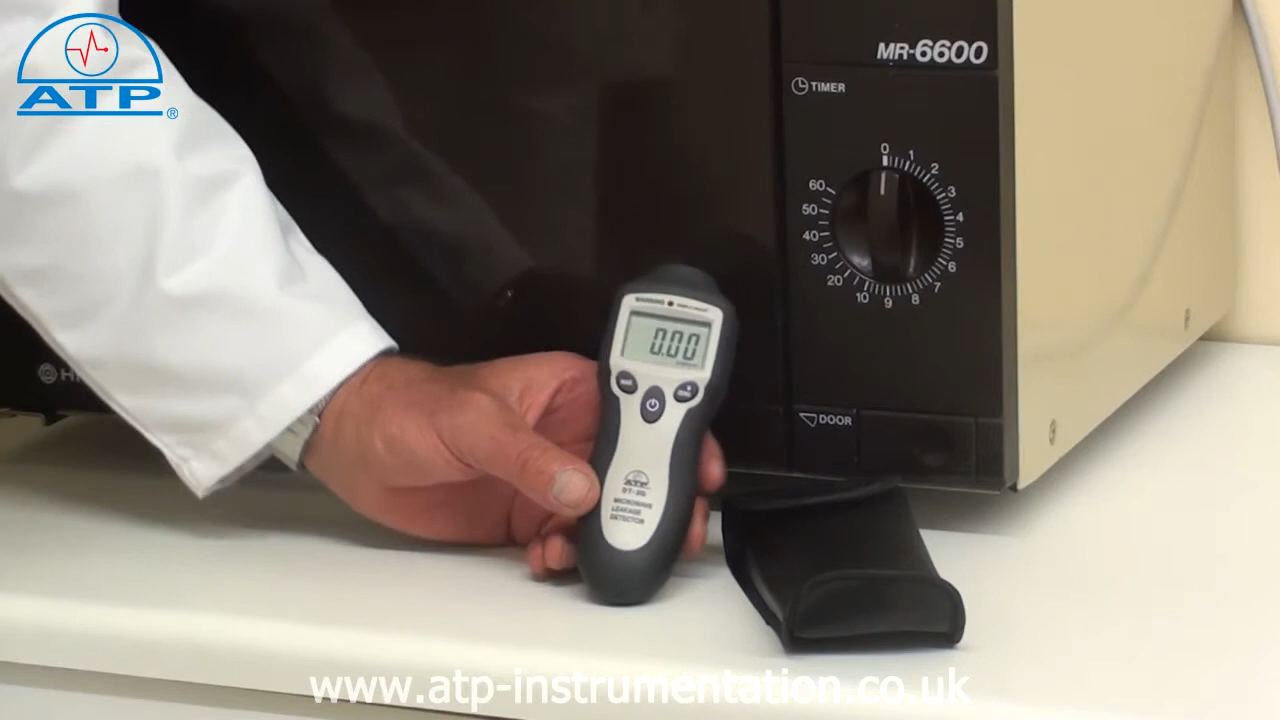 ATP®
MR-6600
TIMER
0 1 2 3 4 5 6 7 8 9 10 20 30 40 50 60
DOOR
WARNING
0.00
ATP
MICROWAVE
LEAKAGE
DETECTOR
www.atp-instrumentation.co.uk